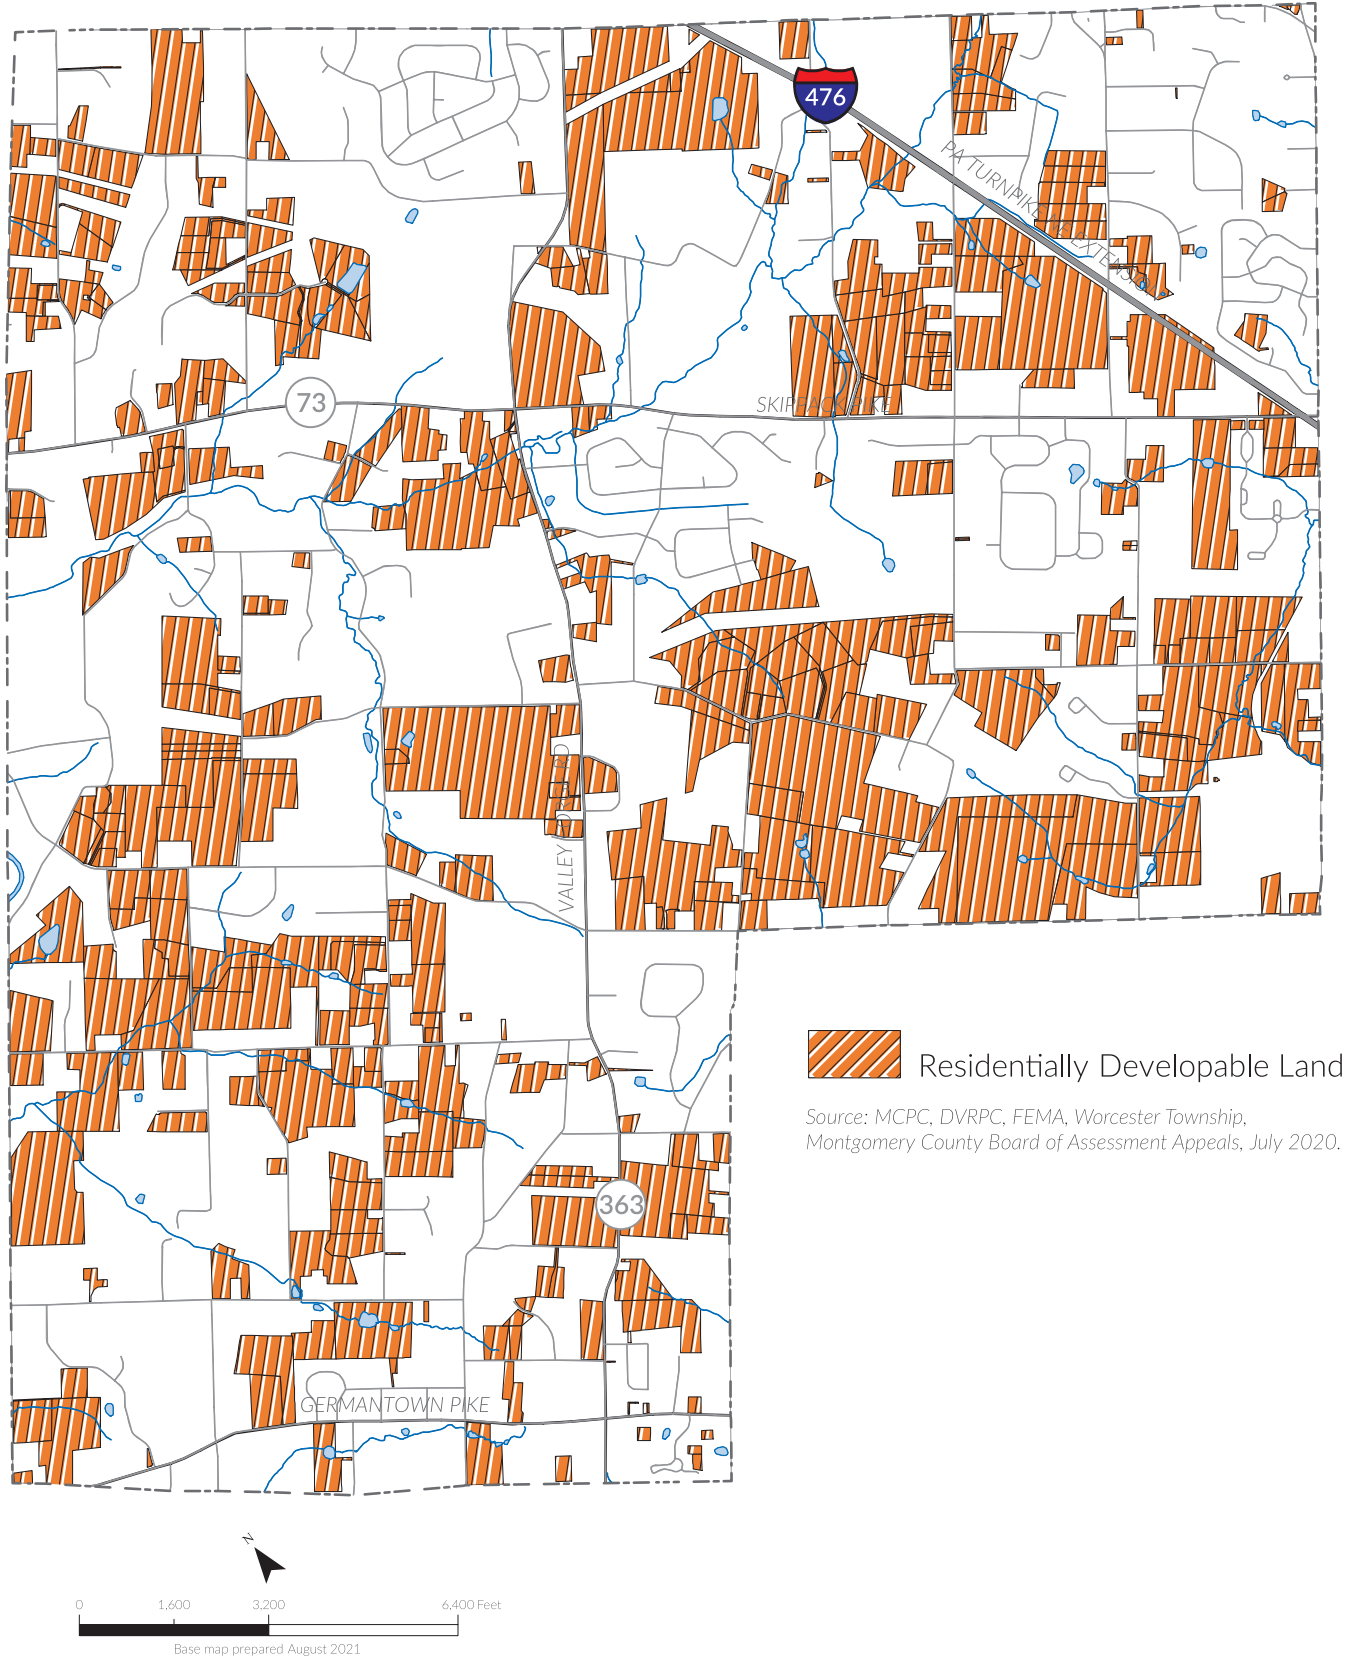 476
PA TURNPIKE NE EXTENSION
73
SKIPPACK PIKE
VALLEY FORGE RD
Residentially Developable Land
Source: MCPC, DVRPC, FEMA, Worcester Township,
Montgomery County Board of Assessment Appeals, July 2020.
363
GERMANTOWN PIKE
N
0 1,600 3,200 6,400 Feet
Base map prepared August 2021